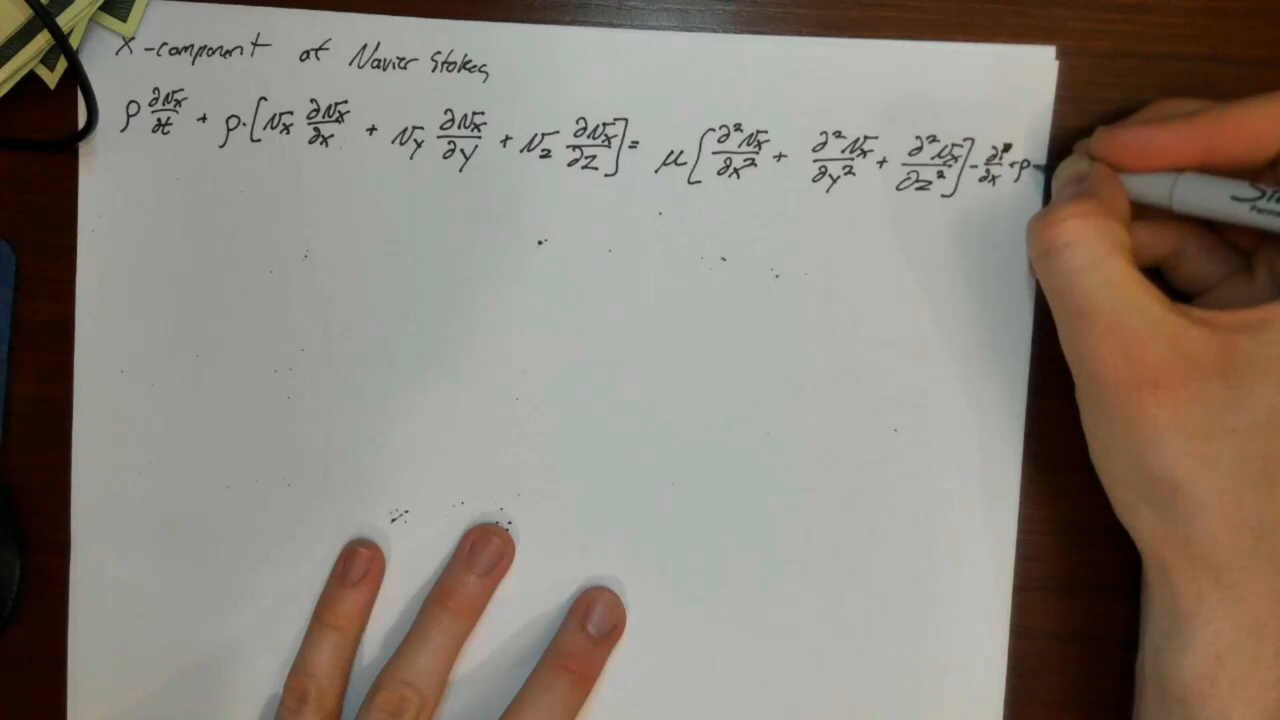 X-component of Navier Stokes
ρ ∂Vx/∂t + ρ·[Vx ∂Vx/∂x + Vy ∂Vx/∂y + Vz ∂Vx/∂z] = μ[∂²Vx/∂x² + ∂²Vx/∂y² + ∂²Vx/∂z²] - ∂P/∂x + ρ